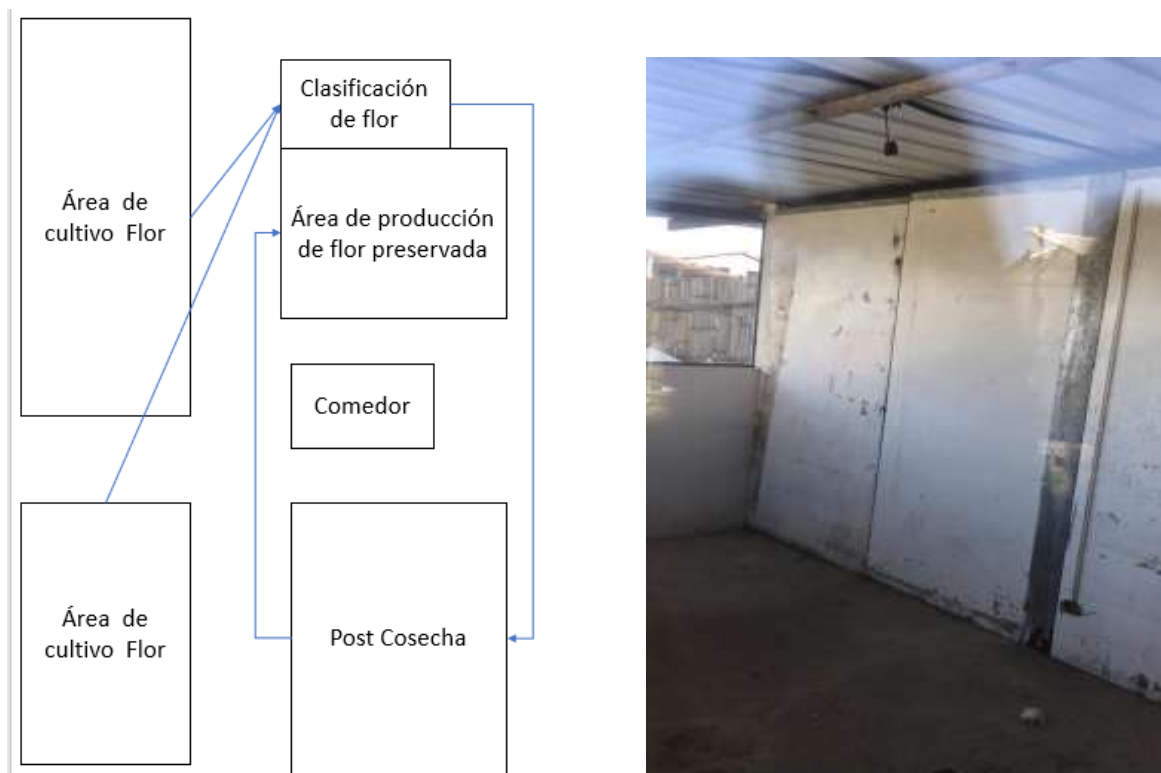 Clasificación
de flor
Área de
cultivo Flor
Área de producción
de flor preservada
Comedor
Área de
cultivo Flor
Post Cosecha